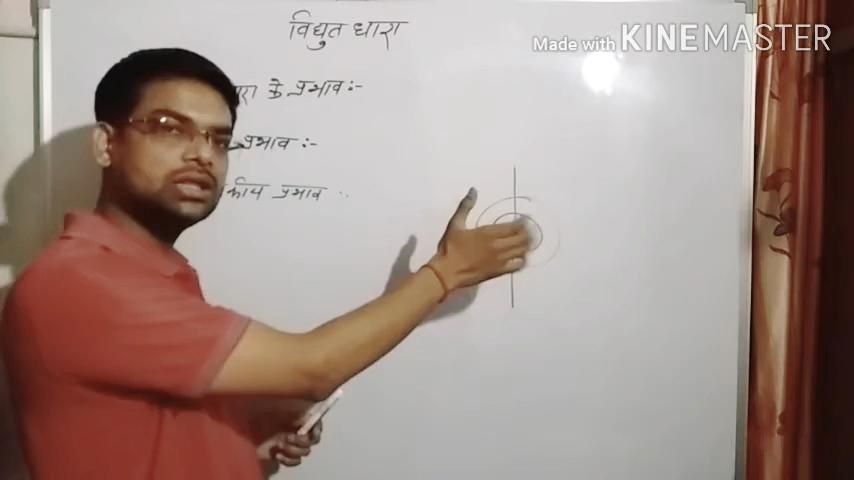 विद्युत धारा
Made with KINEMASTER
के प्रभाव :-
प्रभाव :-
प्रभाव